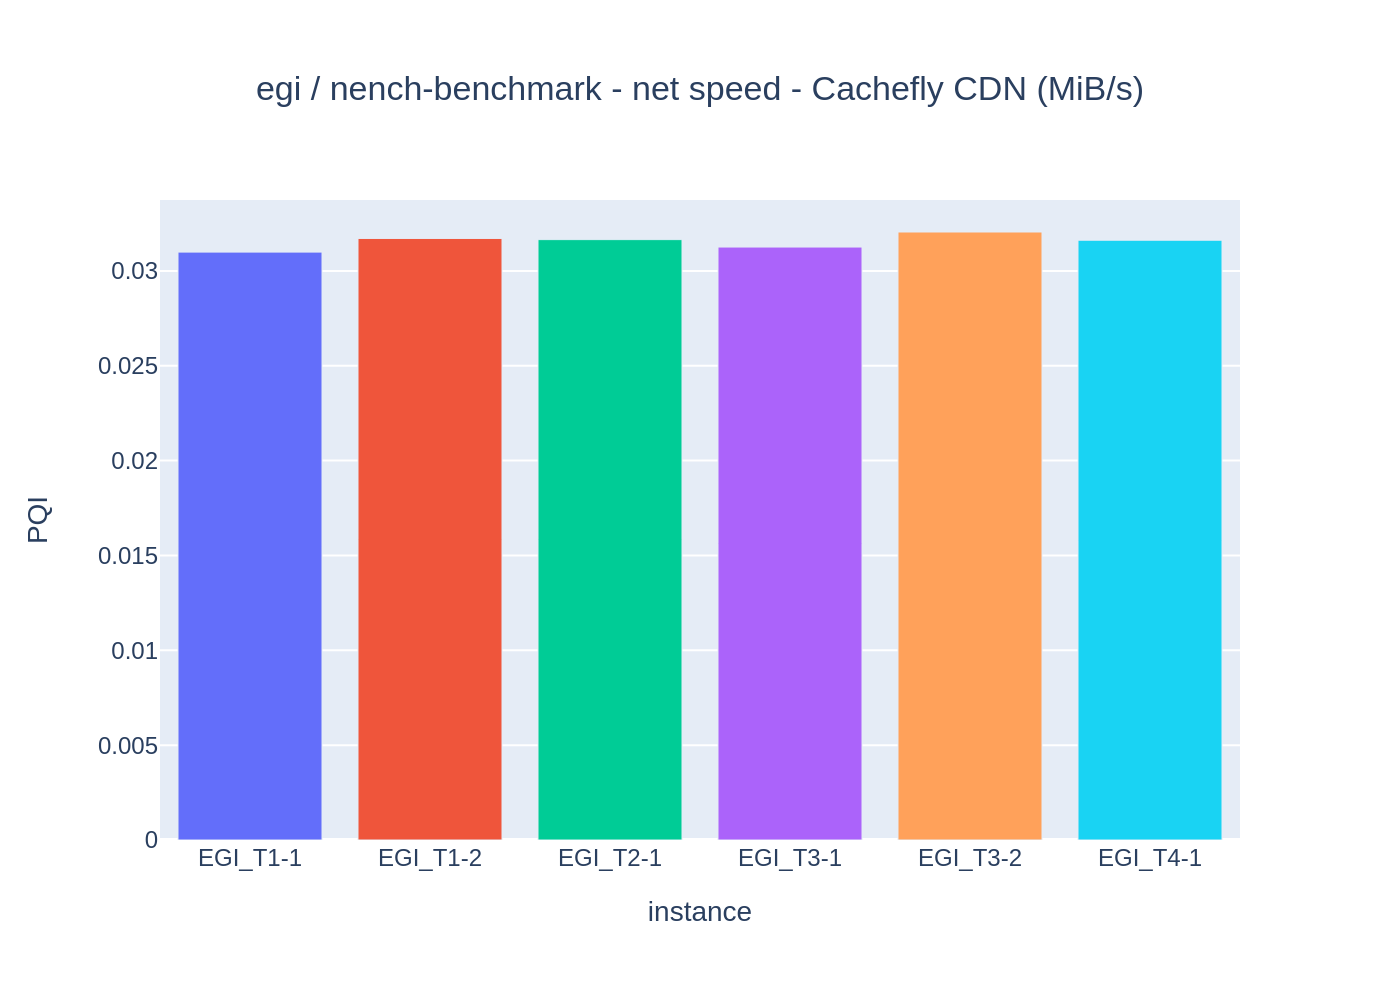 egi / nench-benchmark - net speed - Cachefly CDN (MiB/s)
PQI
0.03
0.025
0.02
0.015
0.01
0.005
0
EGI_T1-1
EGI_T1-2
EGI_T2-1
EGI_T3-1
EGI_T3-2
EGI_T4-1
instance